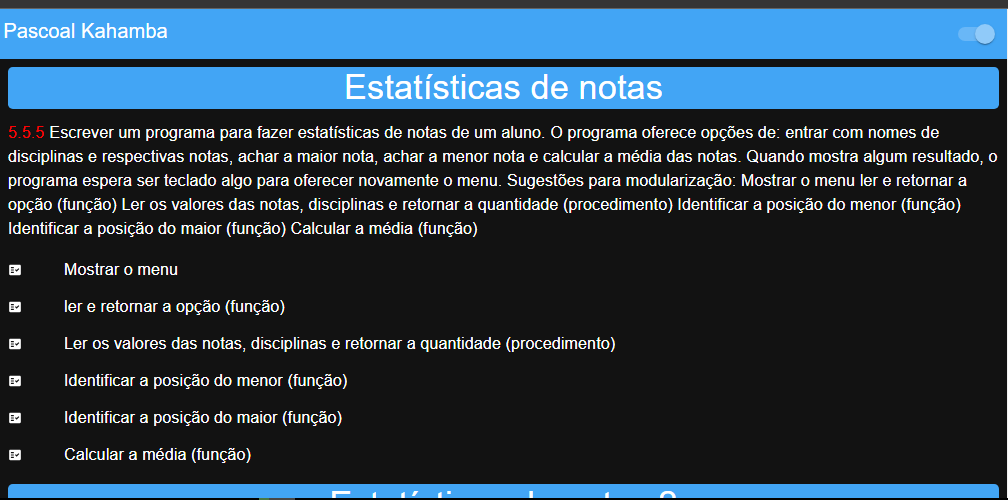 Pascoal Kahamba
Estatísticas de notas
5.5.5 Escrever um programa para fazer estatísticas de notas de um aluno. O programa oferece opções de: entrar com nomes de
disciplinas e respectivas notas, achar a maior nota, achar a menor nota e calcular a média das notas. Quando mostra algum resultado, o
programa espera ser teclado algo para oferecer novamente o menu. Sugestões para modularização: Mostrar o menu ler e retornar a
opção (função) Ler os valores das notas, disciplinas e retornar a quantidade (procedimento) Identificar a posição do menor (função)
Identificar a posição do maior (função) Calcular a média (função)
Mostrar o menu
ler e retornar a opção (função)
Ler os valores das notas, disciplinas e retornar a quantidade (procedimento)
Identificar a posição do menor (função)
Identificar a posição do maior (função)
Calcular a média (função)